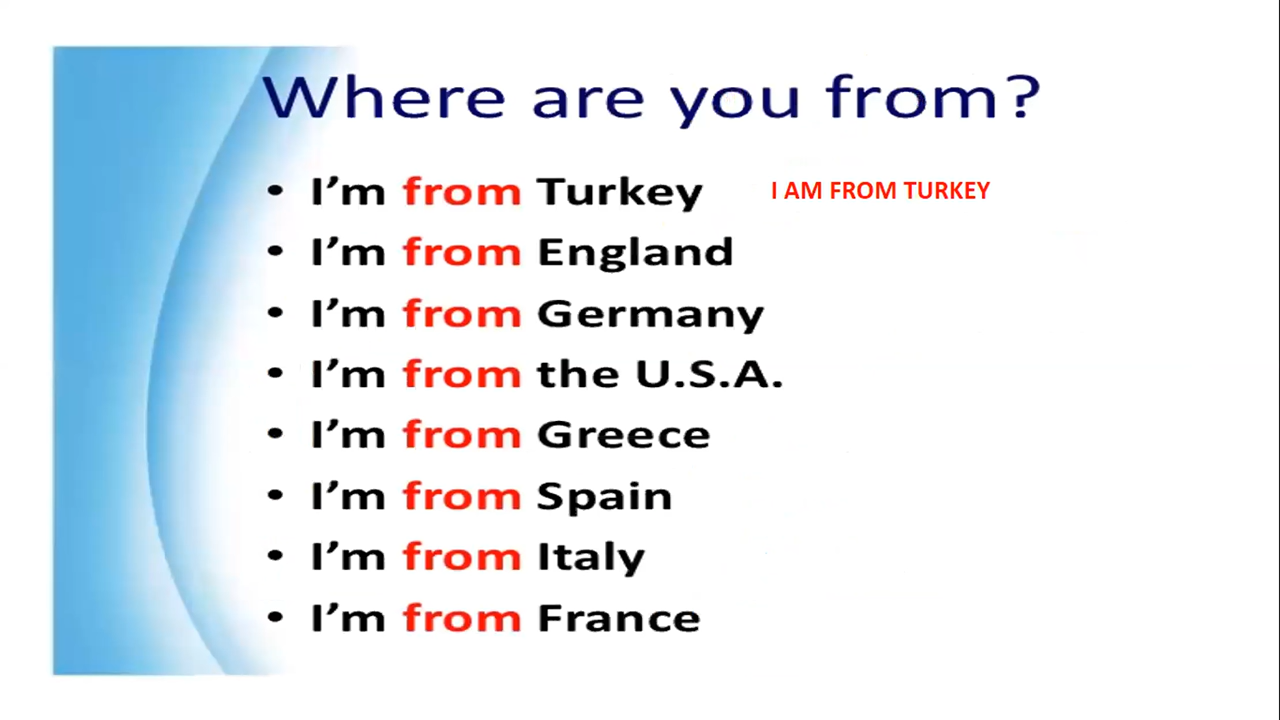 Where are you from?
• I’m from Turkey I AM FROM TURKEY
• I’m from England
• I’m from Germany
• I’m from the U.S.A.
• I’m from Greece
• I’m from Spain
• I’m from Italy
• I’m from France